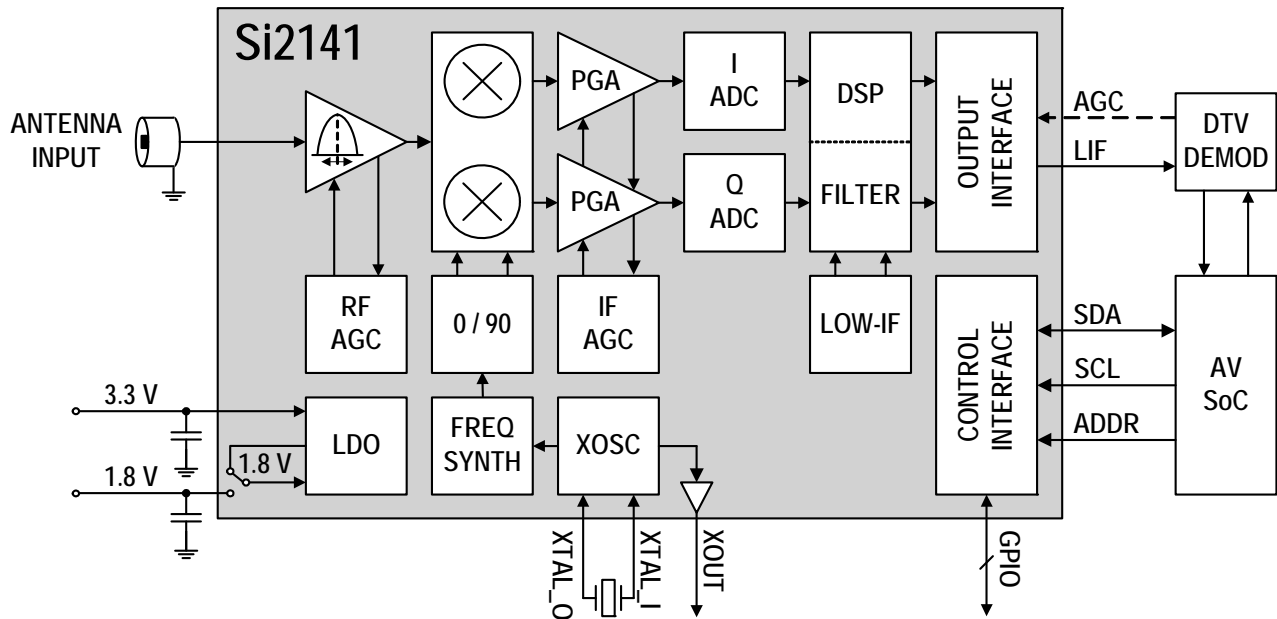 Si2141
ANTENNA
INPUT
PGA
I
ADC
DSP
OUTPUT
INTERFACE
AGC
LIF
DTV
DEMOD
PGA
Q
ADC
FILTER
RF
AGC
0 / 90
IF
AGC
LOW-IF
CONTROL
INTERFACE
SDA
SCL
ADDR
AV
SoC
3.3 V
1.8 V
1.8 V
LDO
FREQ
SYNTH
XOSC
XTAL_O
XTAL_I
XOUT
GPIO